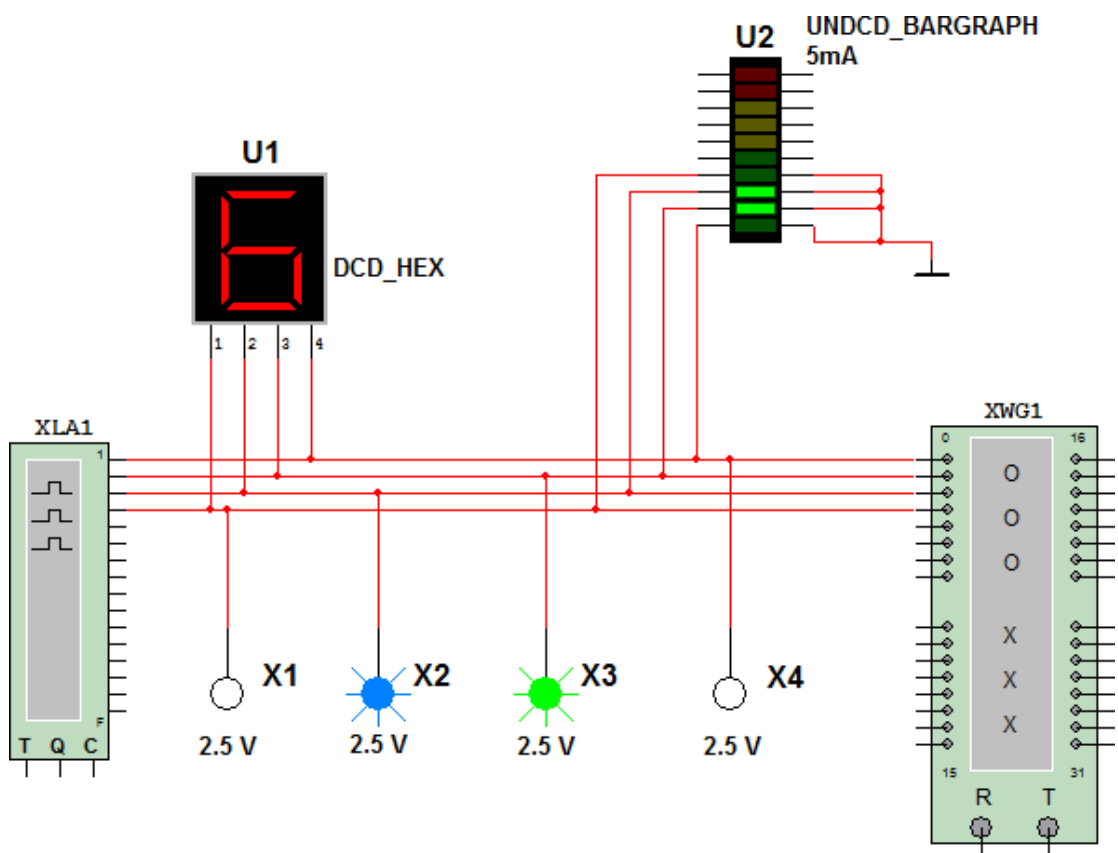 UNDCD_BARGRAPH
U2
5mA
U1
6
DCD_HEX
1 2 3 4
XLA1
XWG1
1
0 16
O
O
O
X
X
X
X1 X2 X3 X4
2.5 V 2.5 V 2.5 V 2.5 V
F
T Q C
15 31
R T